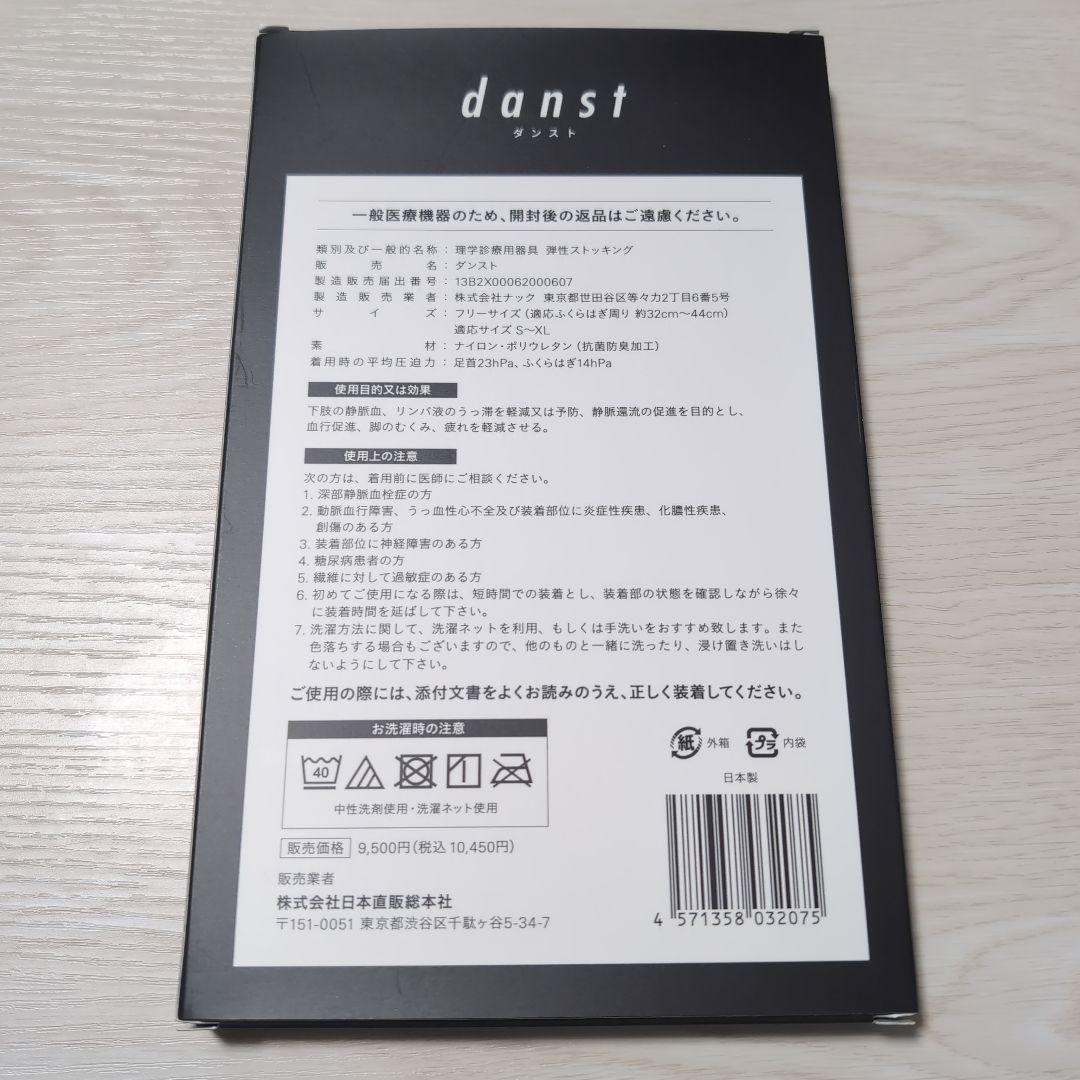 danst
ダンスト
一般医療機器のため、開封後の返品はご遠慮ください。
類別及び一般的名称：理学診療用器具 弾性ストッキング
販売名：ダンスト
製造販売届出番号：13B2X00062000607
製造販売業者：株式会社ナック 東京都世田谷区等々力2丁目6番5号
サイズ：フリーサイズ（適応ふくらはぎ周り 約32cm〜44cm）
適応サイズ S〜XL
素材：ナイロン・ポリウレタン（抗菌防臭加工）
着用時の平均圧迫力：足首23hPa、ふくらはぎ14hPa
使用目的又は効果
下肢の静脈血、リンパ液のうっ滞を軽減又は予防、静脈還流の促進を目的とし、
血行促進、脚のむくみ、疲れを軽減させる。
使用上の注意
次の方は、着用前に医師にご相談ください。
1. 深部静脈血栓症の方
2. 動脈血行障害、うっ血性心不全及び装着部位に炎症性疾患、化膿性疾患、
創傷のある方
3. 装着部位に神経障害のある方
4. 糖尿病患者の方
5. 繊維に対して過敏症のある方
6. 初めてご使用になる際は、短時間での装着とし、装着部の状態を確認しながら徐々
に装着時間を延ばして下さい。
7. 洗濯方法に関して、洗濯ネットを利用、もしくは手洗いをおすすめ致します。また
色落ちする場合もございますので、他のものと一緒に洗ったり、浸け置き洗いはし
ないようにして下さい。
ご使用の際には、添付文書をよくお読みのうえ、正しく装着してください。
お洗濯時の注意
40
中性洗剤使用・洗濯ネット使用
紙 外箱 プラ 内袋
日本製
販売価格 9,500円（税込10,450円）
販売業者
株式会社日本直販総本社
〒151-0051 東京都渋谷区千駄ヶ谷5-34-7
4 571358 032075